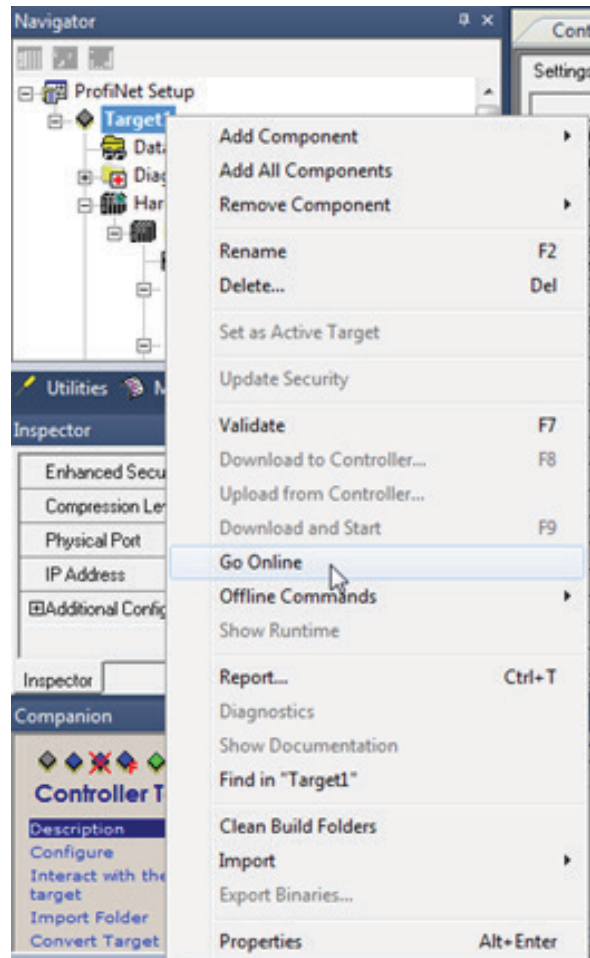 Navigator
Cont
Settings
ProfiNet Setup
Target1
Data
Diag
Har
Add Component
Add All Components
Remove Component
Rename F2
Delete... Del
Set as Active Target
Update Security
Validate F7
Download to Controller... F8
Upload from Controller...
Download and Start F9
Go Online
Offline Commands
Show Runtime
Report... Ctrl+T
Diagnostics
Show Documentation
Find in "Target1"
Clean Build Folders
Import
Export Binaries...
Properties Alt+Enter
Utilities M
Inspector
Enhanced Secu
Compression Le
Physical Port
IP Address
Additional Config
Inspector
Companion
Controller T
Description
Configure
Interact with the
target
Import Folder
Convert Target